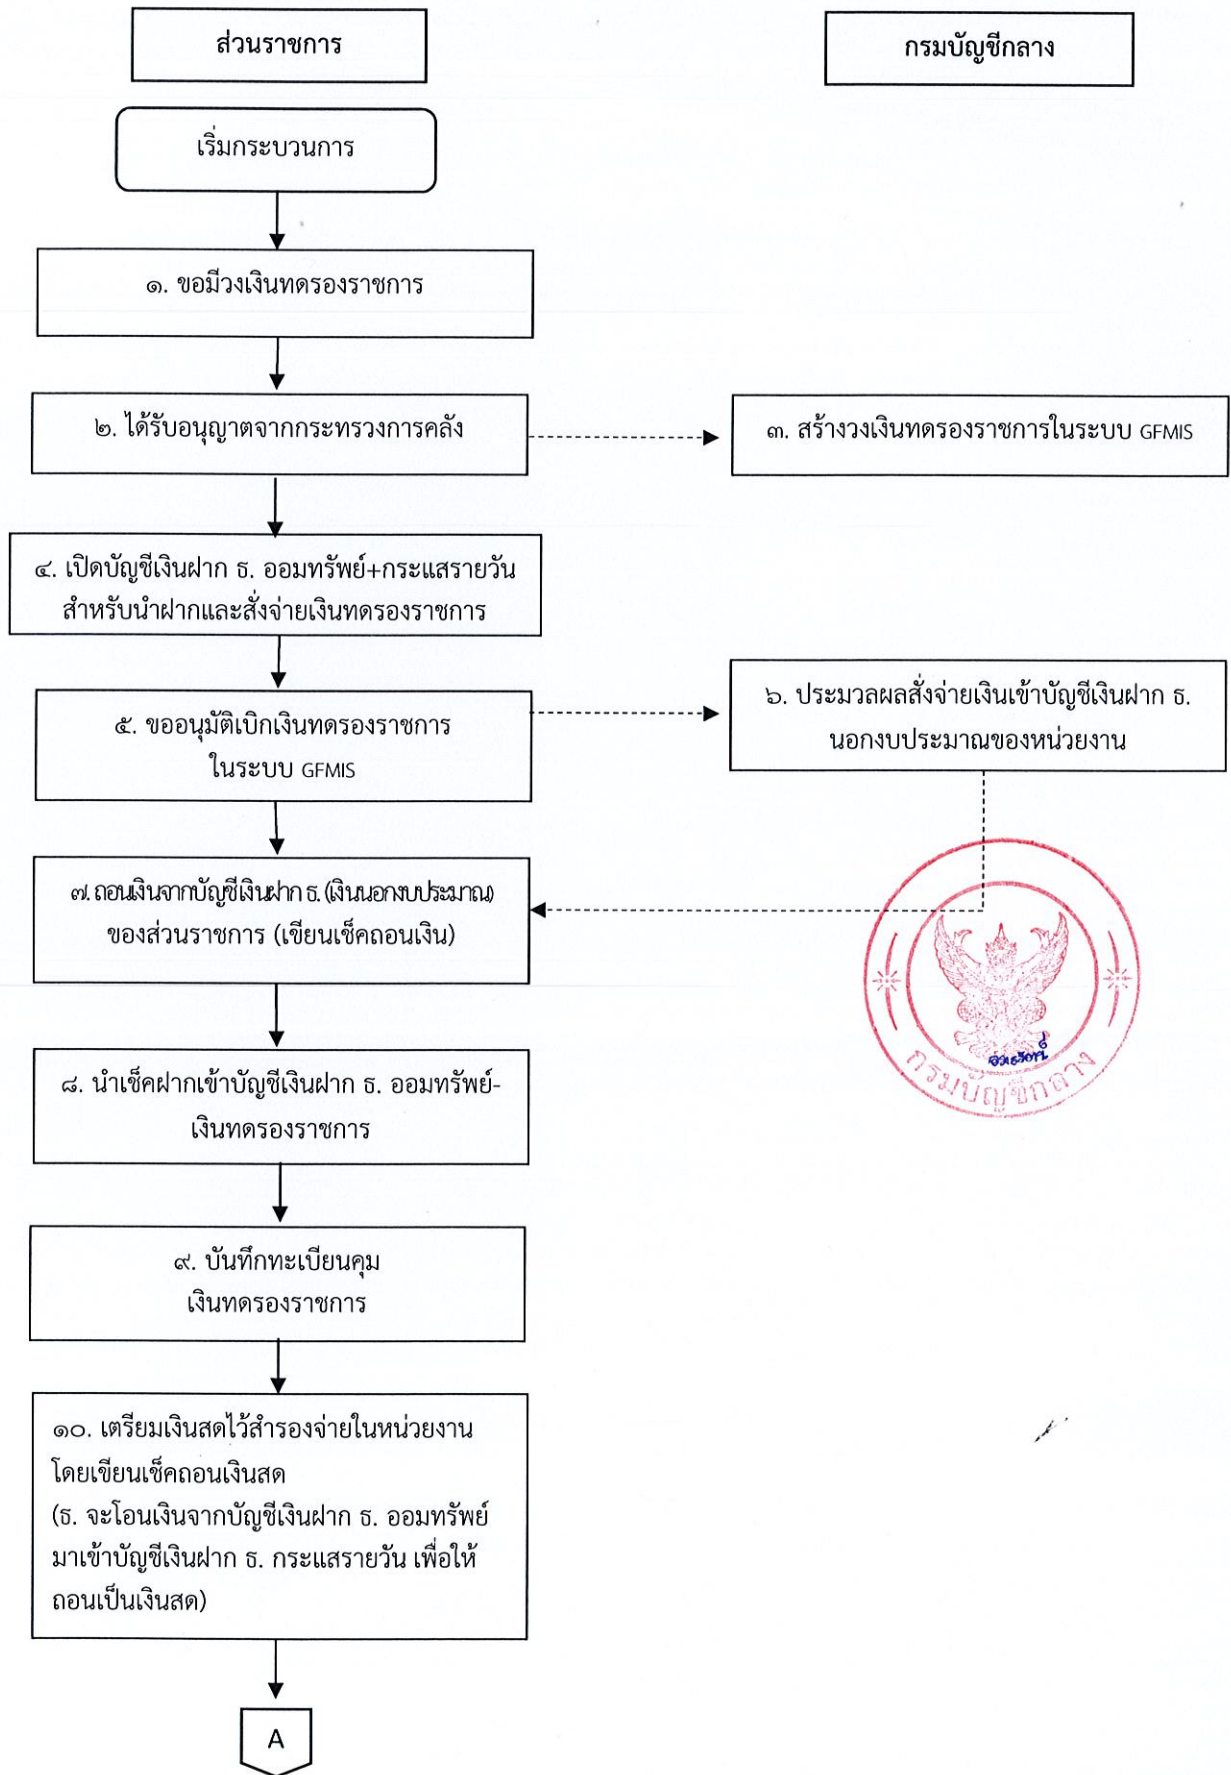 ส่วนราชการ
กรมบัญชีกลาง
เริ่มกระบวนการ
๑. ขอมีวงเงินทดรองราชการ
๒. ได้รับอนุญาตจากกระทรวงการคลัง
๓. สร้างวงเงินทดรองราชการในระบบ GFMIS
๔. เปิดบัญชีเงินฝาก ธ. ออมทรัพย์+กระแสรายวัน
สำหรับนำฝากและสั่งจ่ายเงินทดรองราชการ
๕. ขออนุมัติเบิกเงินทดรองราชการ
ในระบบ GFMIS
๖. ประมวลผลสั่งจ่ายเงินเข้าบัญชีเงินฝาก ธ.
นอกงบประมาณของหน่วยงาน
๗. ถอนเงินจากบัญชีเงินฝาก ธ. (เงินนอกงบประมาณ)
ของส่วนราชการ (เขียนเช็คถอนเงิน)
กรมบัญชีกลาง
๘. นำเช็คฝากเข้าบัญชีเงินฝาก ธ. ออมทรัพย์-
เงินทดรองราชการ
๙. บันทึกทะเบียนคุม
เงินทดรองราชการ
๑๐. เตรียมเงินสดไว้สำรองจ่ายในหน่วยงาน
โดยเขียนเช็คถอนเงินสด
(ธ. จะโอนเงินจากบัญชีเงินฝาก ธ. ออมทรัพย์
มาเข้าบัญชีเงินฝาก ธ. กระแสรายวัน เพื่อให้
ถอนเป็นเงินสด)
A